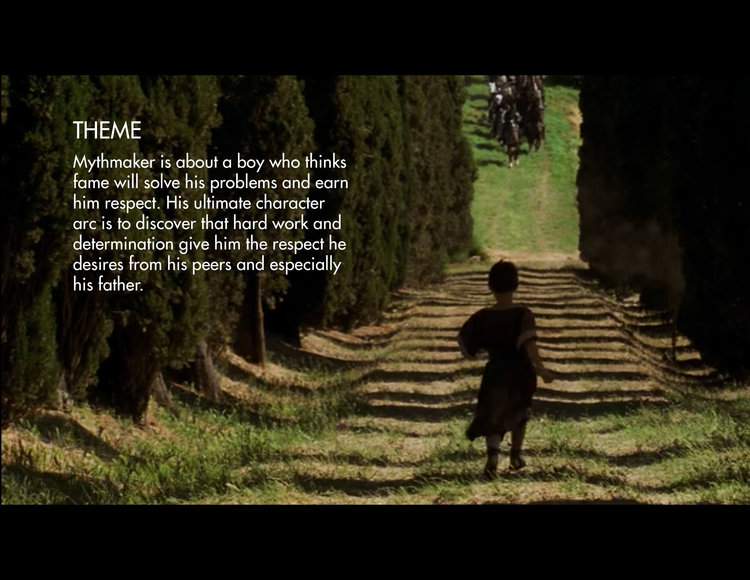 THEME
Mythmaker is about a boy who thinks
fame will solve his problems and earn
him respect. His ultimate character
arc is to discover that hard work and
determination give him the respect he
desires from his peers and especially
his father.